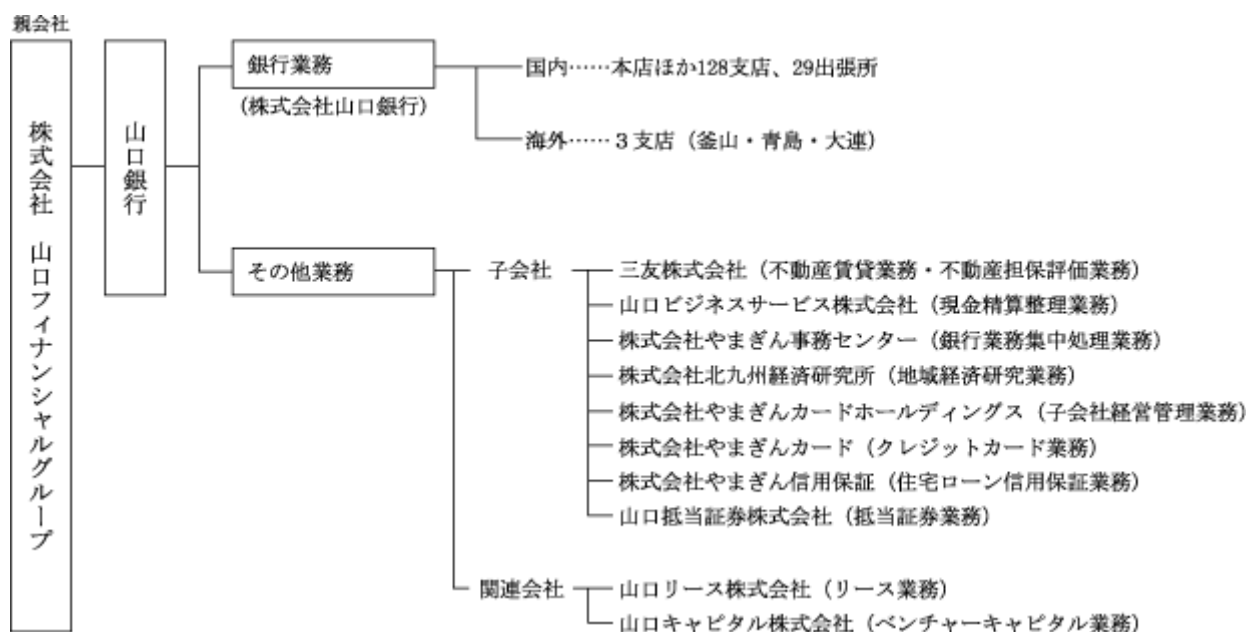 親会社
株式会社 山口フィナンシャルグループ
山口銀行
銀行業務
(株式会社山口銀行)
国内……本店ほか128支店、29出張所
海外……3支店（釜山・青島・大連）
その他業務
子会社
三友株式会社（不動産賃貸業務・不動産担保評価業務）
山口ビジネスサービス株式会社（現金精算整理業務）
株式会社やまぎん事務センター（銀行業務集中処理業務）
株式会社北九州経済研究所（地域経済研究業務）
株式会社やまぎんカードホールディングス（子会社経営管理業務）
株式会社やまぎんカード（クレジットカード業務）
株式会社やまぎん信用保証（住宅ローン信用保証業務）
山口抵当証券株式会社（抵当証券業務）
関連会社
山口リース株式会社（リース業務）
山口キャピタル株式会社（ベンチャーキャピタル業務）